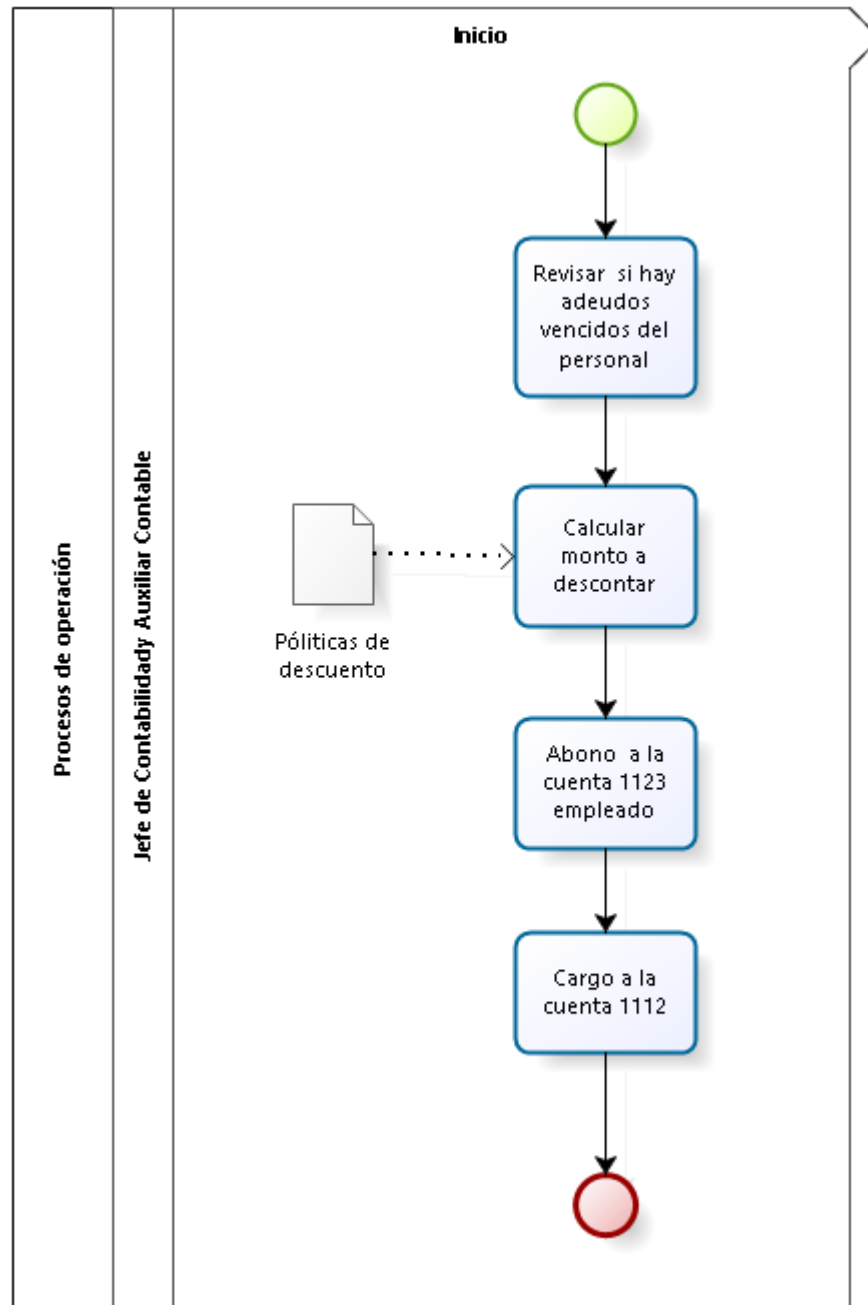 Inicio
Procesos de operación
Jefe de Contabilidady Auxiliar Contable
Revisar si hay
adeudos
vencidos del
personal
Calcular
monto a
descontar
Póliticas de
descuento
Abono a la
cuenta 1123
empleado
Cargo a la
cuenta 1112